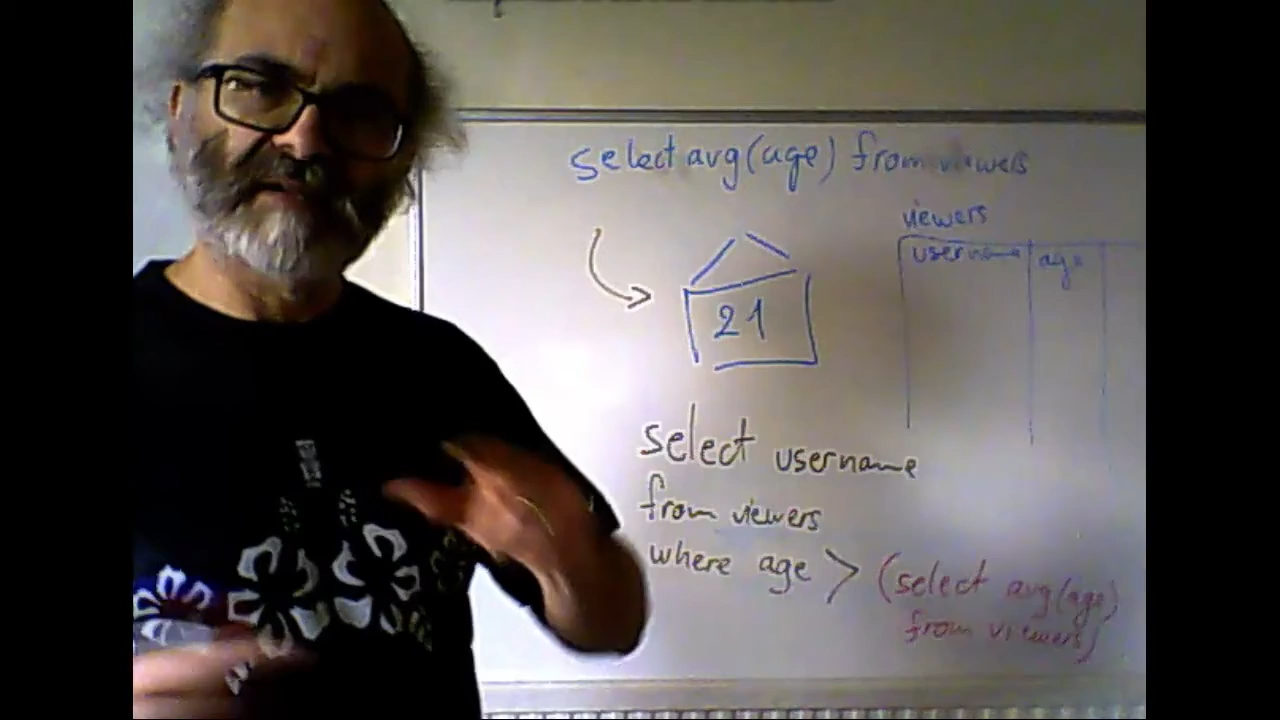 select avg(age) from viewers
viewers
username age
21
select username
from viewers
where age > (select avg(age)
from viewers)